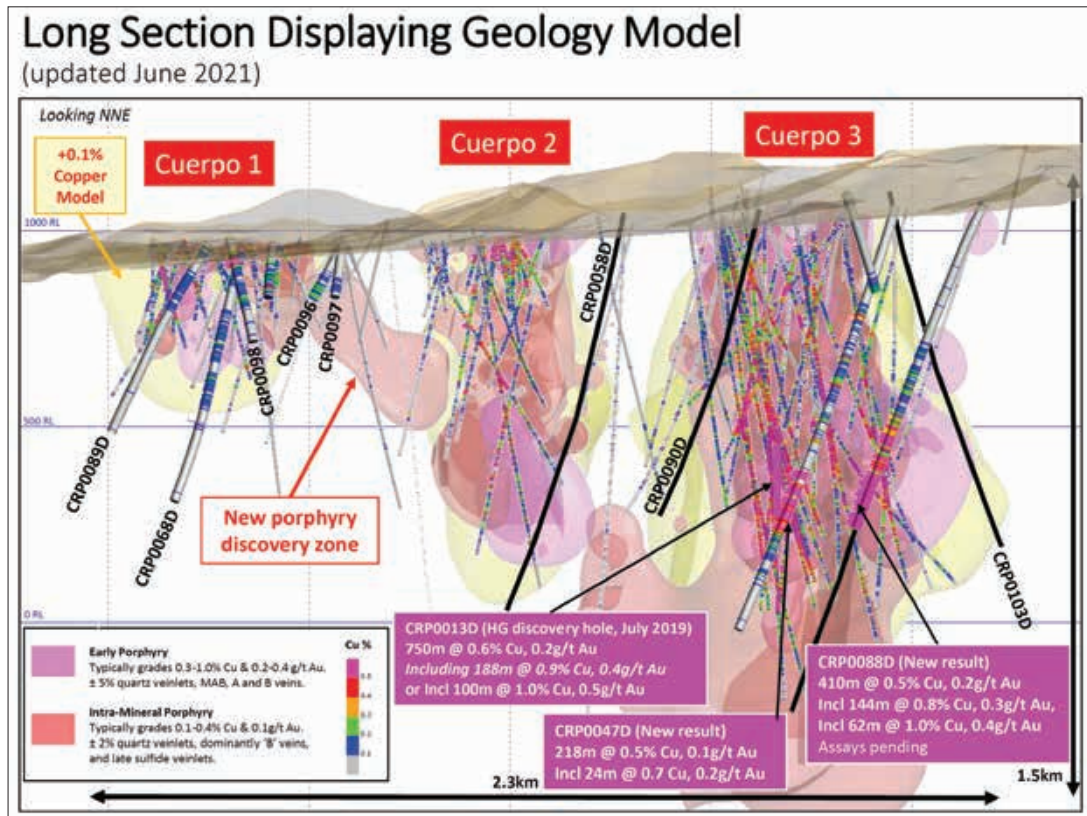 Long Section Displaying Geology Model
(updated June 2021)
Looking NNE
+0.1%
Copper
Model
Cuerpo 1
Cuerpo 2
Cuerpo 3
1000 RL
500 RL
0 RL
CRP0089D
CRP0068D
CRP0098
CRP0096
CRP0097
CRP0058D
CRP0090D
CRP0103D
New porphyry
discovery zone
CRP0013D (HG discovery hole, July 2019)
750m @ 0.6% Cu, 0.2g/t Au
Including 188m @ 0.9% Cu, 0.4g/t Au
or Incl 100m @ 1.0% Cu, 0.5g/t Au
CRP0047D (New result)
218m @ 0.5% Cu, 0.1g/t Au
Incl 24m @ 0.7 Cu, 0.2g/t Au
CRP0088D (New result)
410m @ 0.5% Cu, 0.2g/t Au
Incl 144m @ 0.8% Cu, 0.3g/t Au,
Incl 62m @ 1.0% Cu, 0.4g/t Au
Assays pending
Early Porphyry
Typically grades 0.3-1.0% Cu & 0.2-0.4 g/t Au.
± 5% quartz veinlets, MAB, A and B veins.
Intra-Mineral Porphyry
Typically grades 0.1-0.4% Cu & 0.1g/t Au.
± 2% quartz veinlets, dominantly 'B' veins,
and late sulfide veinlets.
Cu %
0.3
0.2
0.1
2.3km
1.5km